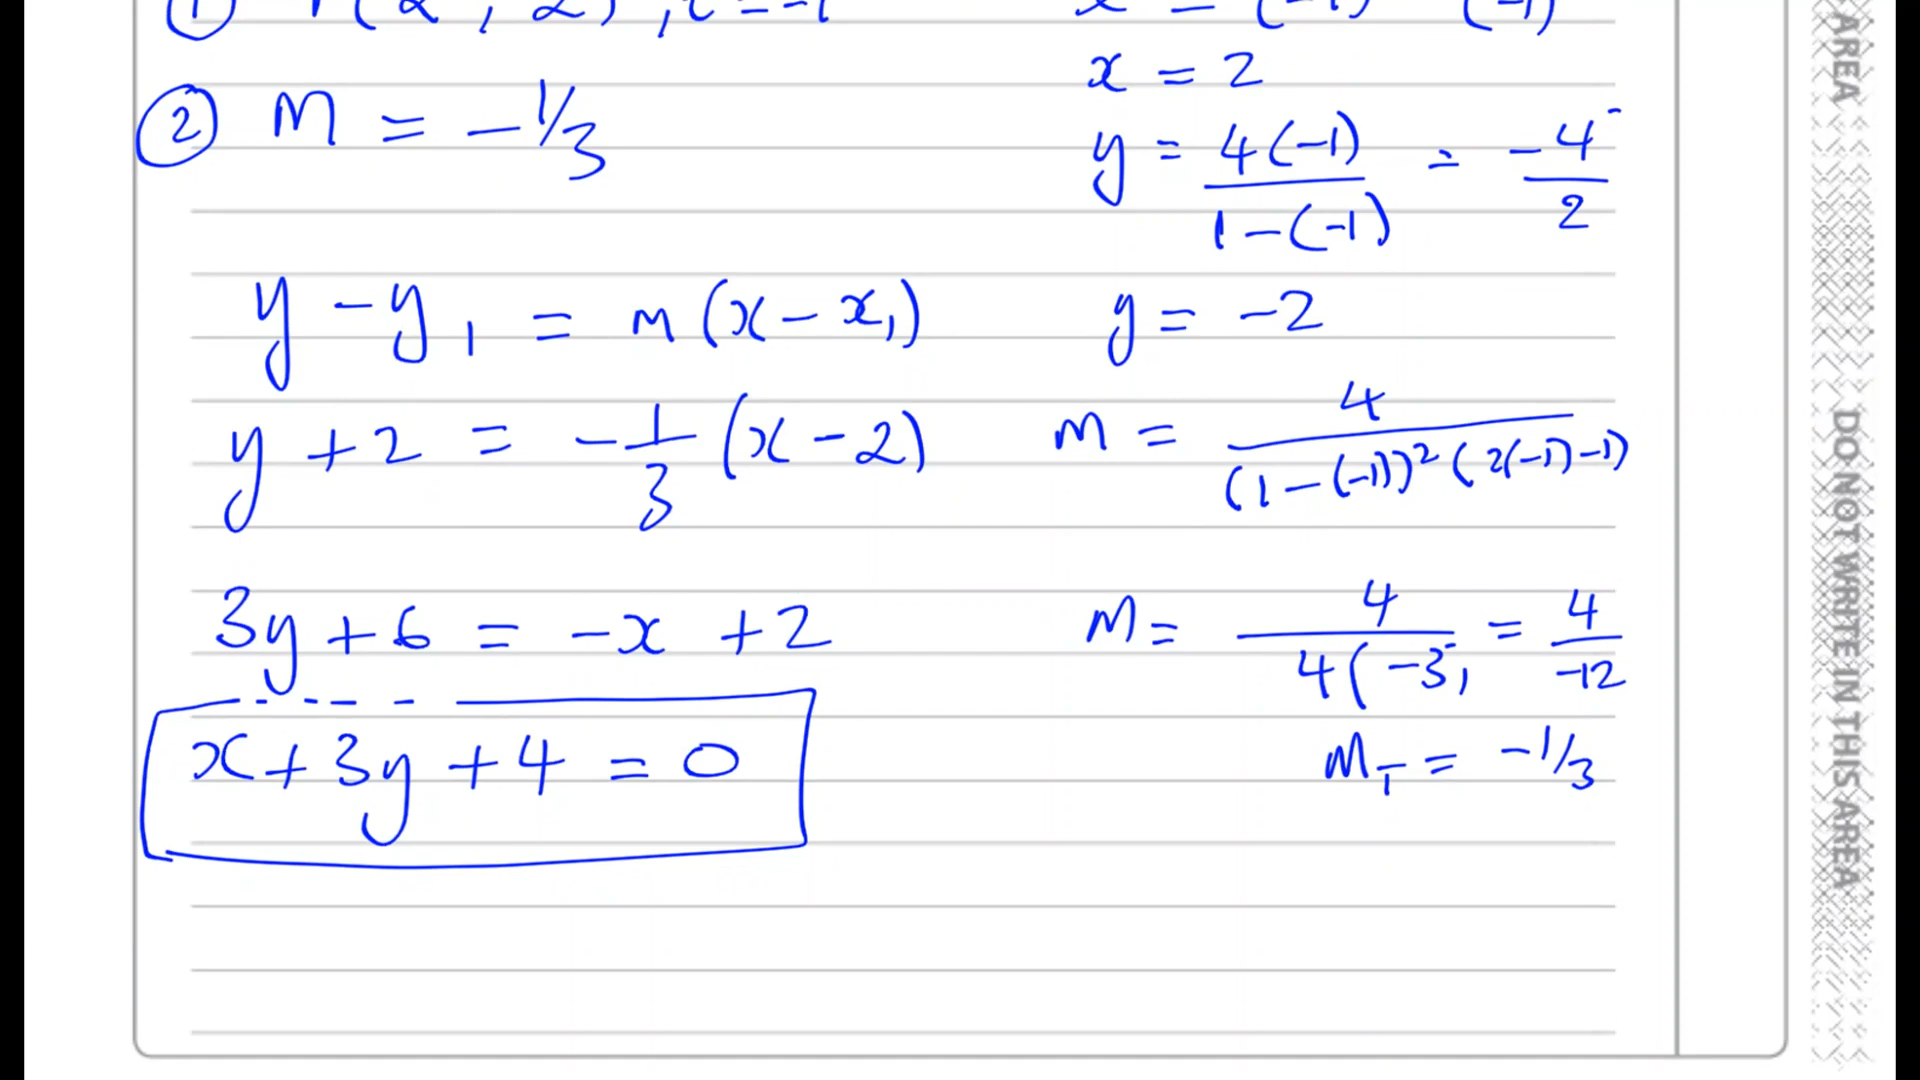 ② m = -1/3
y - y₁ = m(x - x₁)
y + 2 = -1/3 (x - 2)
3y + 6 = -x + 2
x + 3y + 4 = 0
x = 2
y = 4(-1)/(1-(-1)) = -4/2
y = -2
m = 4/((1-(-1))²(2(-1)-1))
m = 4/(4(-3) = 4/-12
m_T = -1/3
AREA
DO NOT WRITE IN THIS AREA